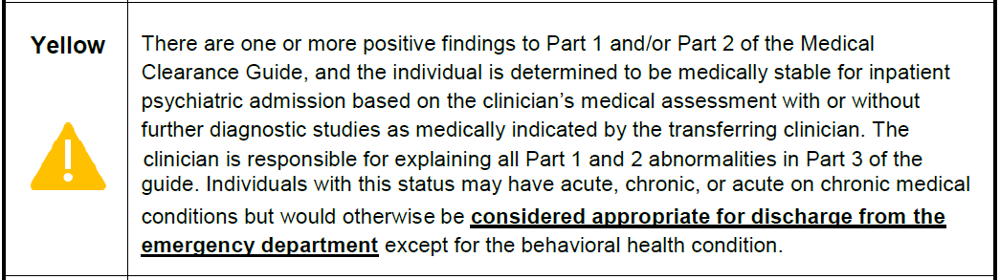 Yellow
There are one or more positive findings to Part 1 and/or Part 2 of the Medical
Clearance Guide, and the individual is determined to be medically stable for inpatient
psychiatric admission based on the clinician’s medical assessment with or without
further diagnostic studies as medically indicated by the transferring clinician. The
clinician is responsible for explaining all Part 1 and 2 abnormalities in Part 3 of the
guide. Individuals with this status may have acute, chronic, or acute on chronic medical
conditions but would otherwise be considered appropriate for discharge from the
emergency department except for the behavioral health condition.
!